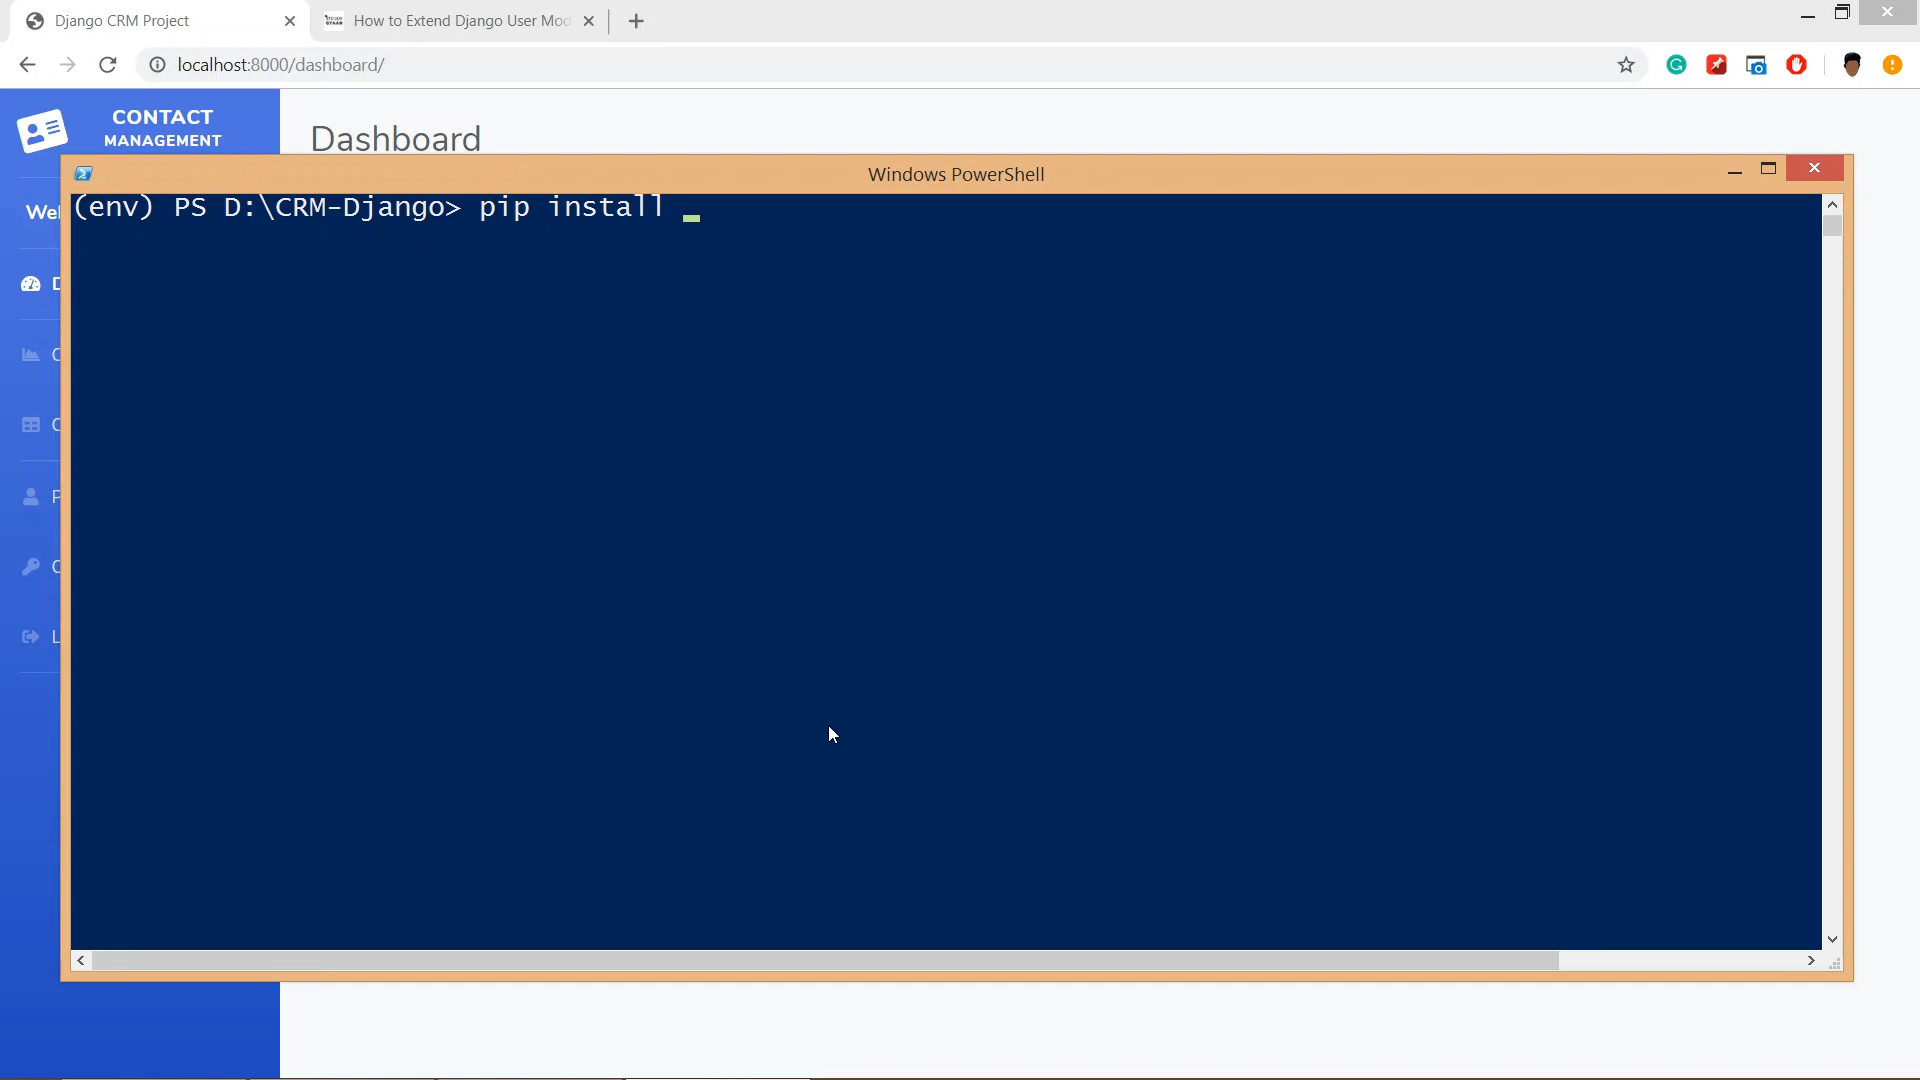 Django CRM Project
How to Extend Django User Mod
localhost:8000/dashboard/
CONTACT
MANAGEMENT
Dashboard
Windows PowerShell
Wel
(env) PS D:\CRM-Django> pip install
D
C
C
P
C
L